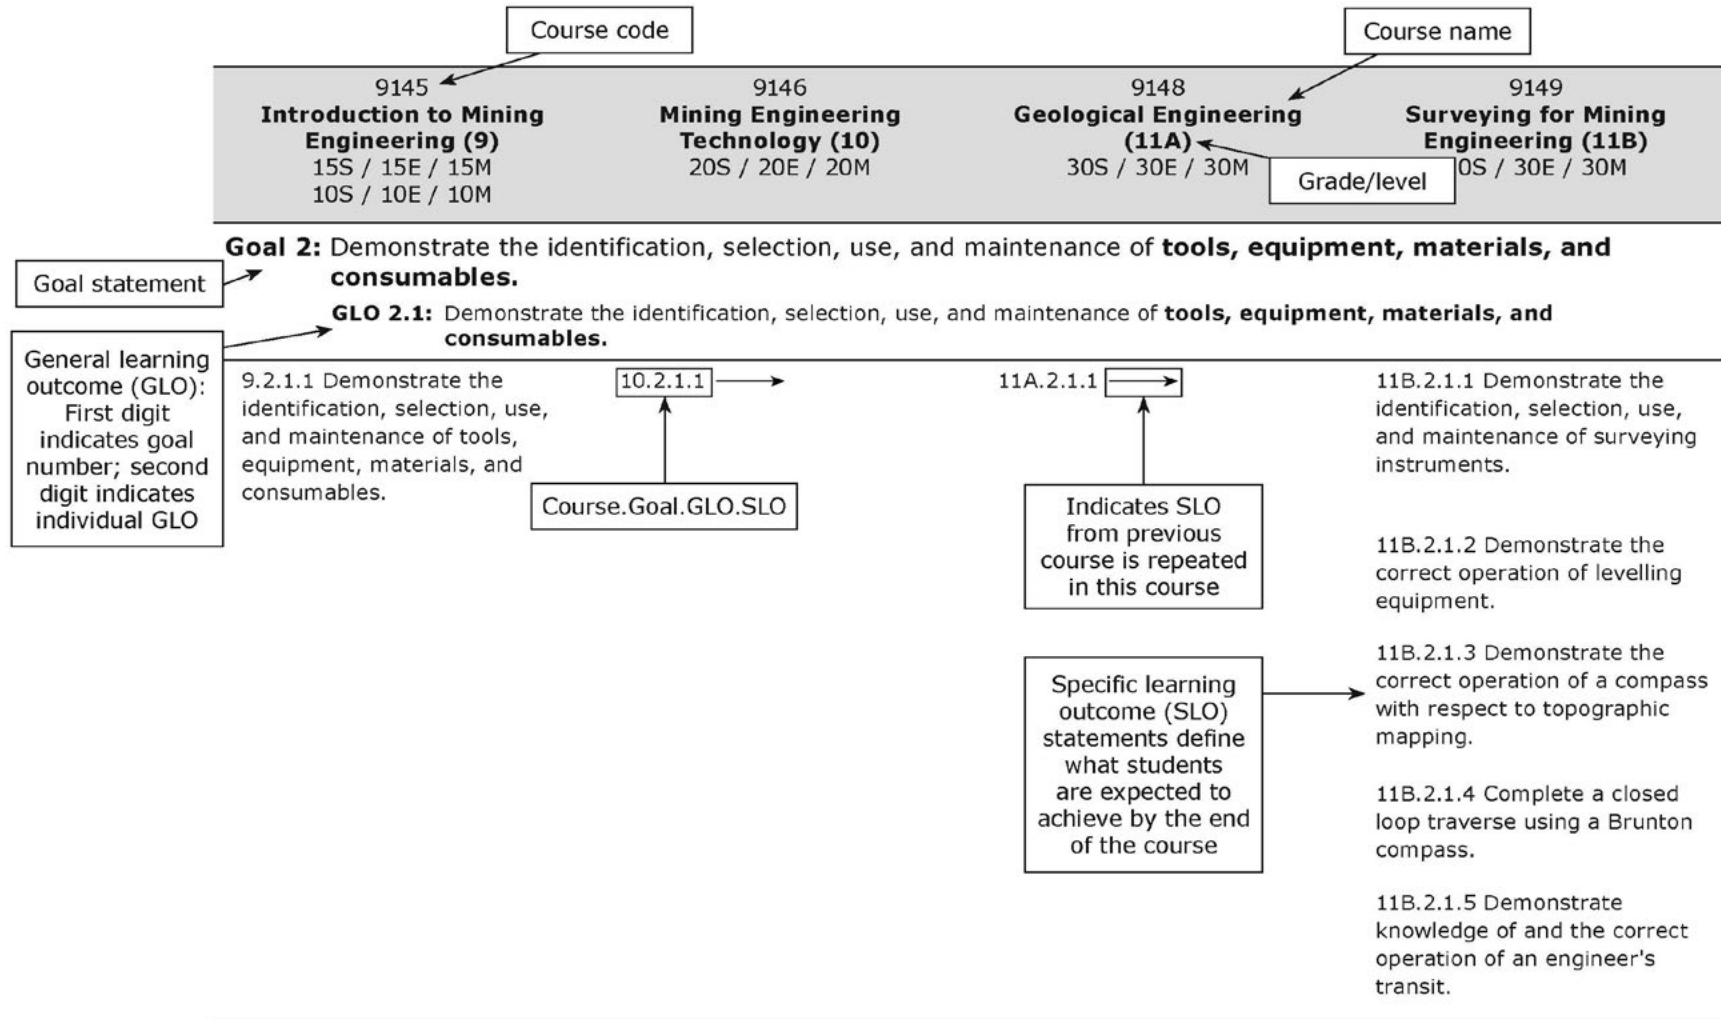 Course code
Course name
9145
Introduction to Mining
Engineering (9)
15S / 15E / 15M
10S / 10E / 10M
9146
Mining Engineering
Technology (10)
20S / 20E / 20M
9148
Geological Engineering
(11A)
30S / 30E / 30M
9149
Surveying for Mining
Engineering (11B)
0S / 30E / 30M
Grade/level
Goal statement
Goal 2: Demonstrate the identification, selection, use, and maintenance of tools, equipment, materials, and
consumables.
GLO 2.1: Demonstrate the identification, selection, use, and maintenance of tools, equipment, materials, and
consumables.
General learning
outcome (GLO):
First digit
indicates goal
number; second
digit indicates
individual GLO
9.2.1.1 Demonstrate the
identification, selection, use,
and maintenance of tools,
equipment, materials, and
consumables.
10.2.1.1
Course.Goal.GLO.SLO
11A.2.1.1
Indicates SLO
from previous
course is repeated
in this course
Specific learning
outcome (SLO)
statements define
what students
are expected to
achieve by the end
of the course
11B.2.1.1 Demonstrate the
identification, selection, use,
and maintenance of surveying
instruments.
11B.2.1.2 Demonstrate the
correct operation of levelling
equipment.
11B.2.1.3 Demonstrate the
correct operation of a compass
with respect to topographic
mapping.
11B.2.1.4 Complete a closed
loop traverse using a Brunton
compass.
11B.2.1.5 Demonstrate
knowledge of and the correct
operation of an engineer's
transit.